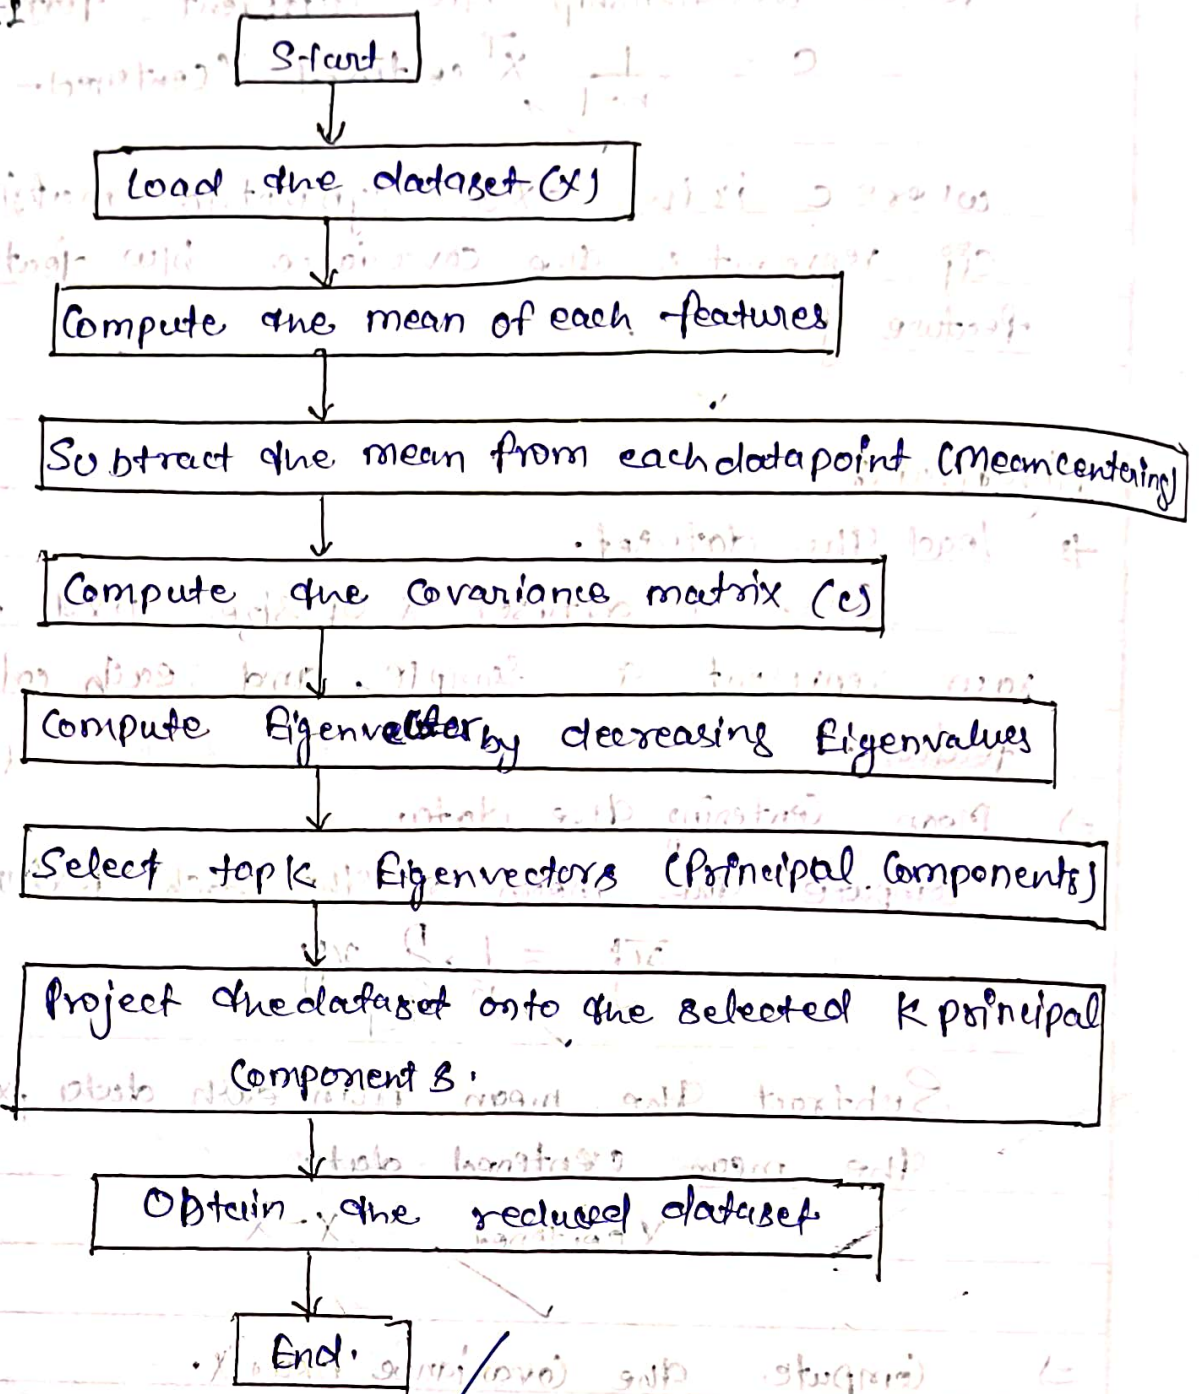 Start.
Load the dataset (X)
Compute the mean of each features
Subtract the mean from each datapoint (Mean centering)
Compute the covariance matrix (c)
Compute Eigenvector by decreasing Eigenvalues
Select top k Eigenvectors (Principal Components)
Project the dataset onto the selected K principal
Components.
Obtain the reduced dataset
End.